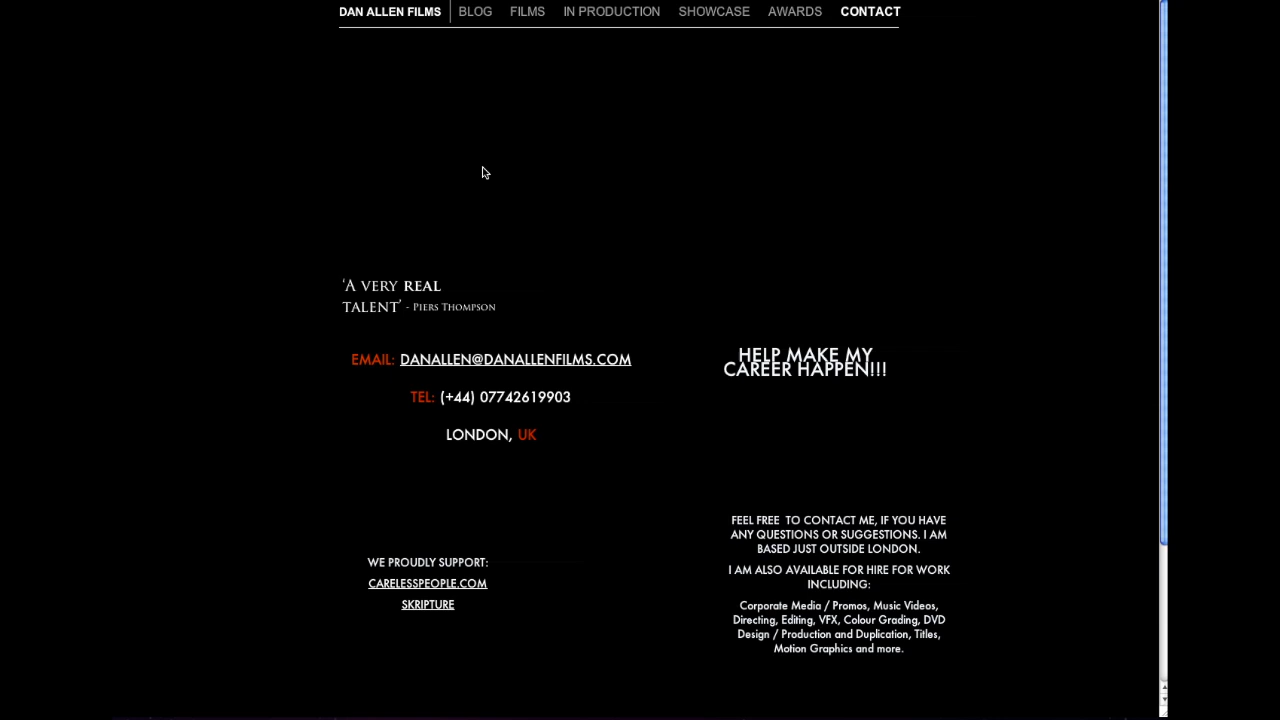 DAN ALLEN FILMS BLOG FILMS IN PRODUCTION SHOWCASE AWARDS CONTACT
‘A VERY REAL
TALENT’ - PIERS THOMPSON
EMAIL: DANALLEN@DANALLENFILMS.COM
TEL: (+44) 07742619903
LONDON, UK
WE PROUDLY SUPPORT:
CARELESSPEOPLE.COM
SKRIPTURE
HELP MAKE MY
CAREER HAPPEN!!!
FEEL FREE TO CONTACT ME, IF YOU HAVE
ANY QUESTIONS OR SUGGESTIONS. I AM
BASED JUST OUTSIDE LONDON.
I AM ALSO AVAILABLE FOR HIRE FOR WORK
INCLUDING:
Corporate Media / Promos, Music Videos,
Directing, Editing, VFX, Colour Grading, DVD
Design / Production and Duplication, Titles,
Motion Graphics and more.